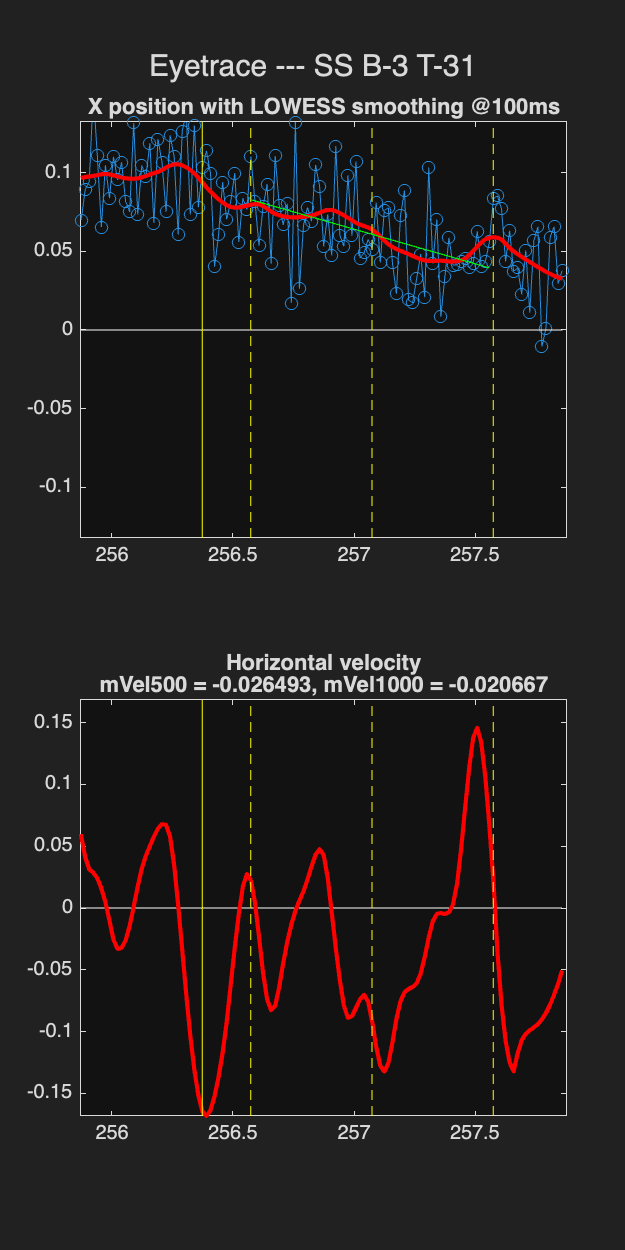 Eyetrace --- SS B-3 T-31
X position with LOWESS smoothing @100ms
0.1
0.05
0
-0.05
-0.1
256 256.5 257 257.5
Horizontal velocity
mVel500 = -0.026493, mVel1000 = -0.020667
0.15
0.1
0.05
0
-0.05
-0.1
-0.15
256 256.5 257 257.5